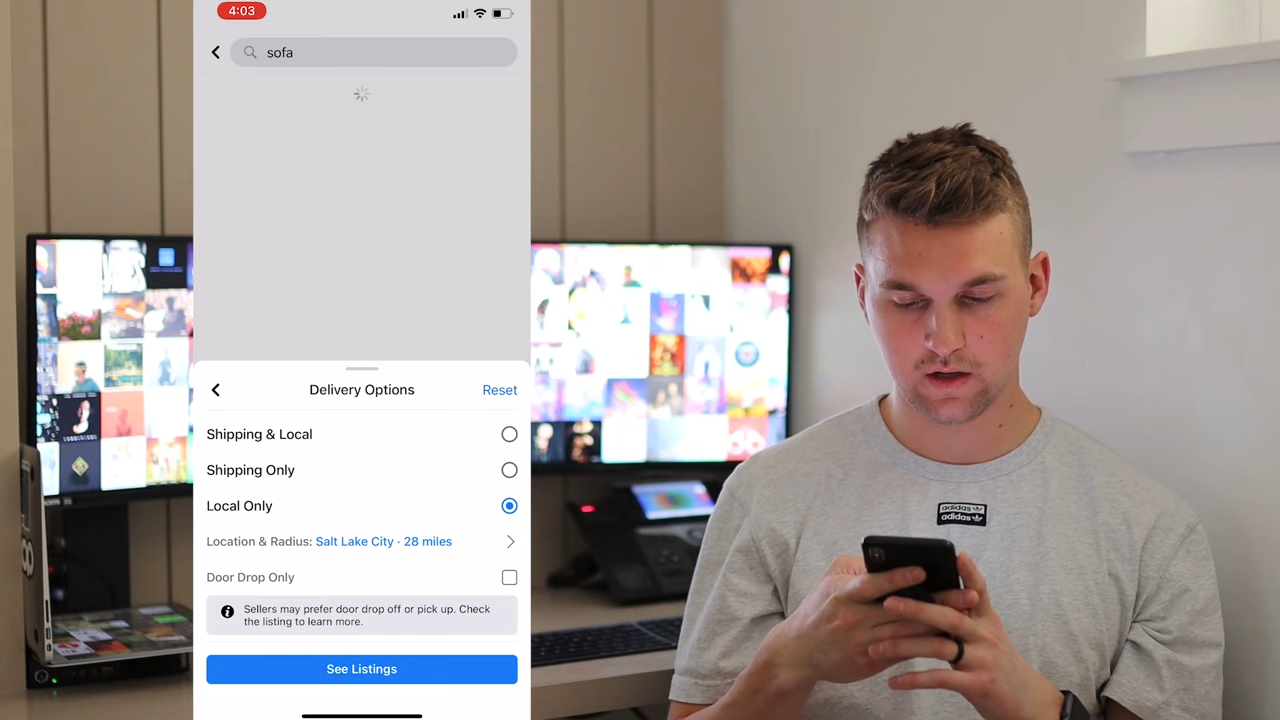 4:03
sofa
Delivery Options
Reset
Shipping & Local
Shipping Only
Local Only
Location & Radius: Salt Lake City · 28 miles
Door Drop Only
Sellers may prefer door drop off or pick up. Check
the listing to learn more.
See Listings
adidas
adidas